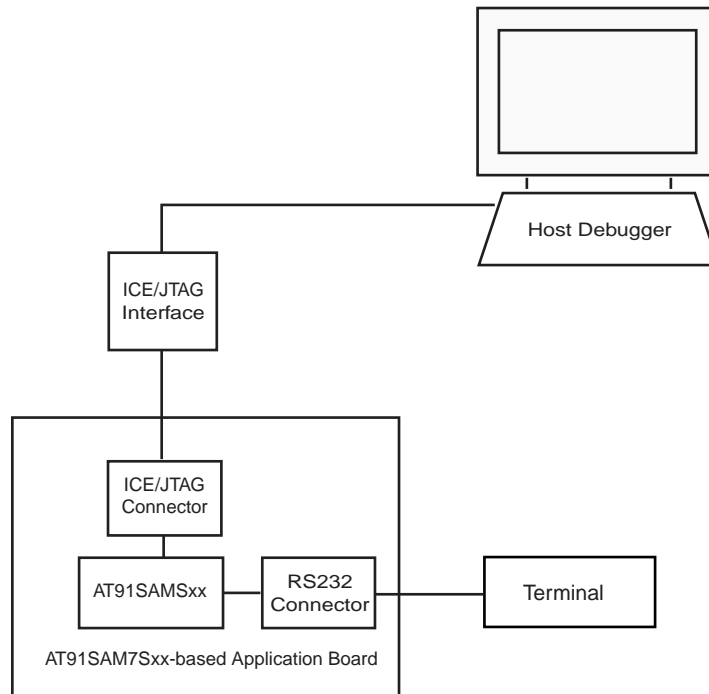 Host Debugger
ICE/JTAG
Interface
ICE/JTAG
Connector
AT91SAMSxx
RS232
Connector
Terminal
AT91SAM7Sxx-based Application Board